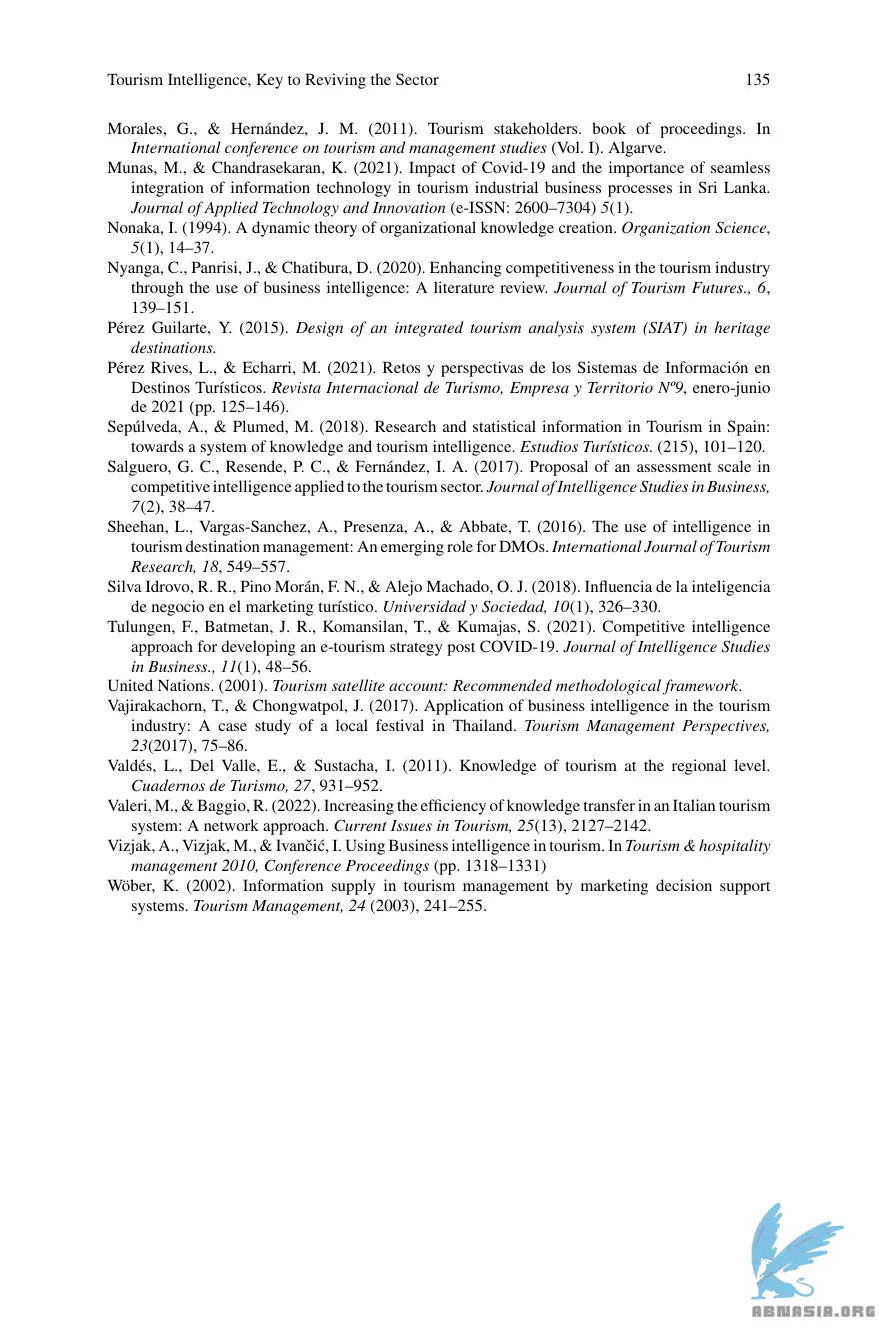 Tourism Intelligence, Key to Reviving the Sector 135
Morales, G., & Hernández, J. M. (2011). Tourism stakeholders. book of proceedings. In
International conference on tourism and management studies (Vol. I). Algarve.
Munas, M., & Chandrasekaran, K. (2021). Impact of Covid-19 and the importance of seamless
integration of information technology in tourism industrial business processes in Sri Lanka.
Journal of Applied Technology and Innovation (e-ISSN: 2600–7304) 5(1).
Nonaka, I. (1994). A dynamic theory of organizational knowledge creation. Organization Science,
5(1), 14–37.
Nyanga, C., Panrisi, J., & Chatibura, D. (2020). Enhancing competitiveness in the tourism industry
through the use of business intelligence: A literature review. Journal of Tourism Futures., 6,
139–151.
Pérez Guilarte, Y. (2015). Design of an integrated tourism analysis system (SIAT) in heritage
destinations.
Pérez Rives, L., & Echarri, M. (2021). Retos y perspectivas de los Sistemas de Información en
Destinos Turísticos. Revista Internacional de Turismo, Empresa y Territorio Nº9, enero-junio
de 2021 (pp. 125–146).
Sepúlveda, A., & Plumed, M. (2018). Research and statistical information in Tourism in Spain:
towards a system of knowledge and tourism intelligence. Estudios Turísticos. (215), 101–120.
Salguero, G. C., Resende, P. C., & Fernández, I. A. (2017). Proposal of an assessment scale in
competitive intelligence applied to the tourism sector. Journal of Intelligence Studies in Business,
7(2), 38–47.
Sheehan, L., Vargas-Sanchez, A., Presenza, A., & Abbate, T. (2016). The use of intelligence in
tourism destination management: An emerging role for DMOs. International Journal of Tourism
Research, 18, 549–557.
Silva Idrovo, R. R., Pino Morán, F. N., & Alejo Machado, O. J. (2018). Influencia de la inteligencia
de negocio en el marketing turístico. Universidad y Sociedad, 10(1), 326–330.
Tulungen, F., Batmetan, J. R., Komansilan, T., & Kumajas, S. (2021). Competitive intelligence
approach for developing an e-tourism strategy post COVID-19. Journal of Intelligence Studies
in Business., 11(1), 48–56.
United Nations. (2001). Tourism satellite account: Recommended methodological framework.
Vajirakachorn, T., & Chongwatpol, J. (2017). Application of business intelligence in the tourism
industry: A case study of a local festival in Thailand. Tourism Management Perspectives,
23(2017), 75–86.
Valdés, L., Del Valle, E., & Sustacha, I. (2011). Knowledge of tourism at the regional level.
Cuadernos de Turismo, 27, 931–952.
Valeri, M., & Baggio, R. (2022). Increasing the efficiency of knowledge transfer in an Italian tourism
system: A network approach. Current Issues in Tourism, 25(13), 2127–2142.
Vizjak, A., Vizjak, M., & Ivančić, I. Using Business intelligence in tourism. In Tourism & hospitality
management 2010, Conference Proceedings (pp. 1318–1331)
Wöber, K. (2002). Information supply in tourism management by marketing decision support
systems. Tourism Management, 24 (2003), 241–255.
ABNASIA.ORG